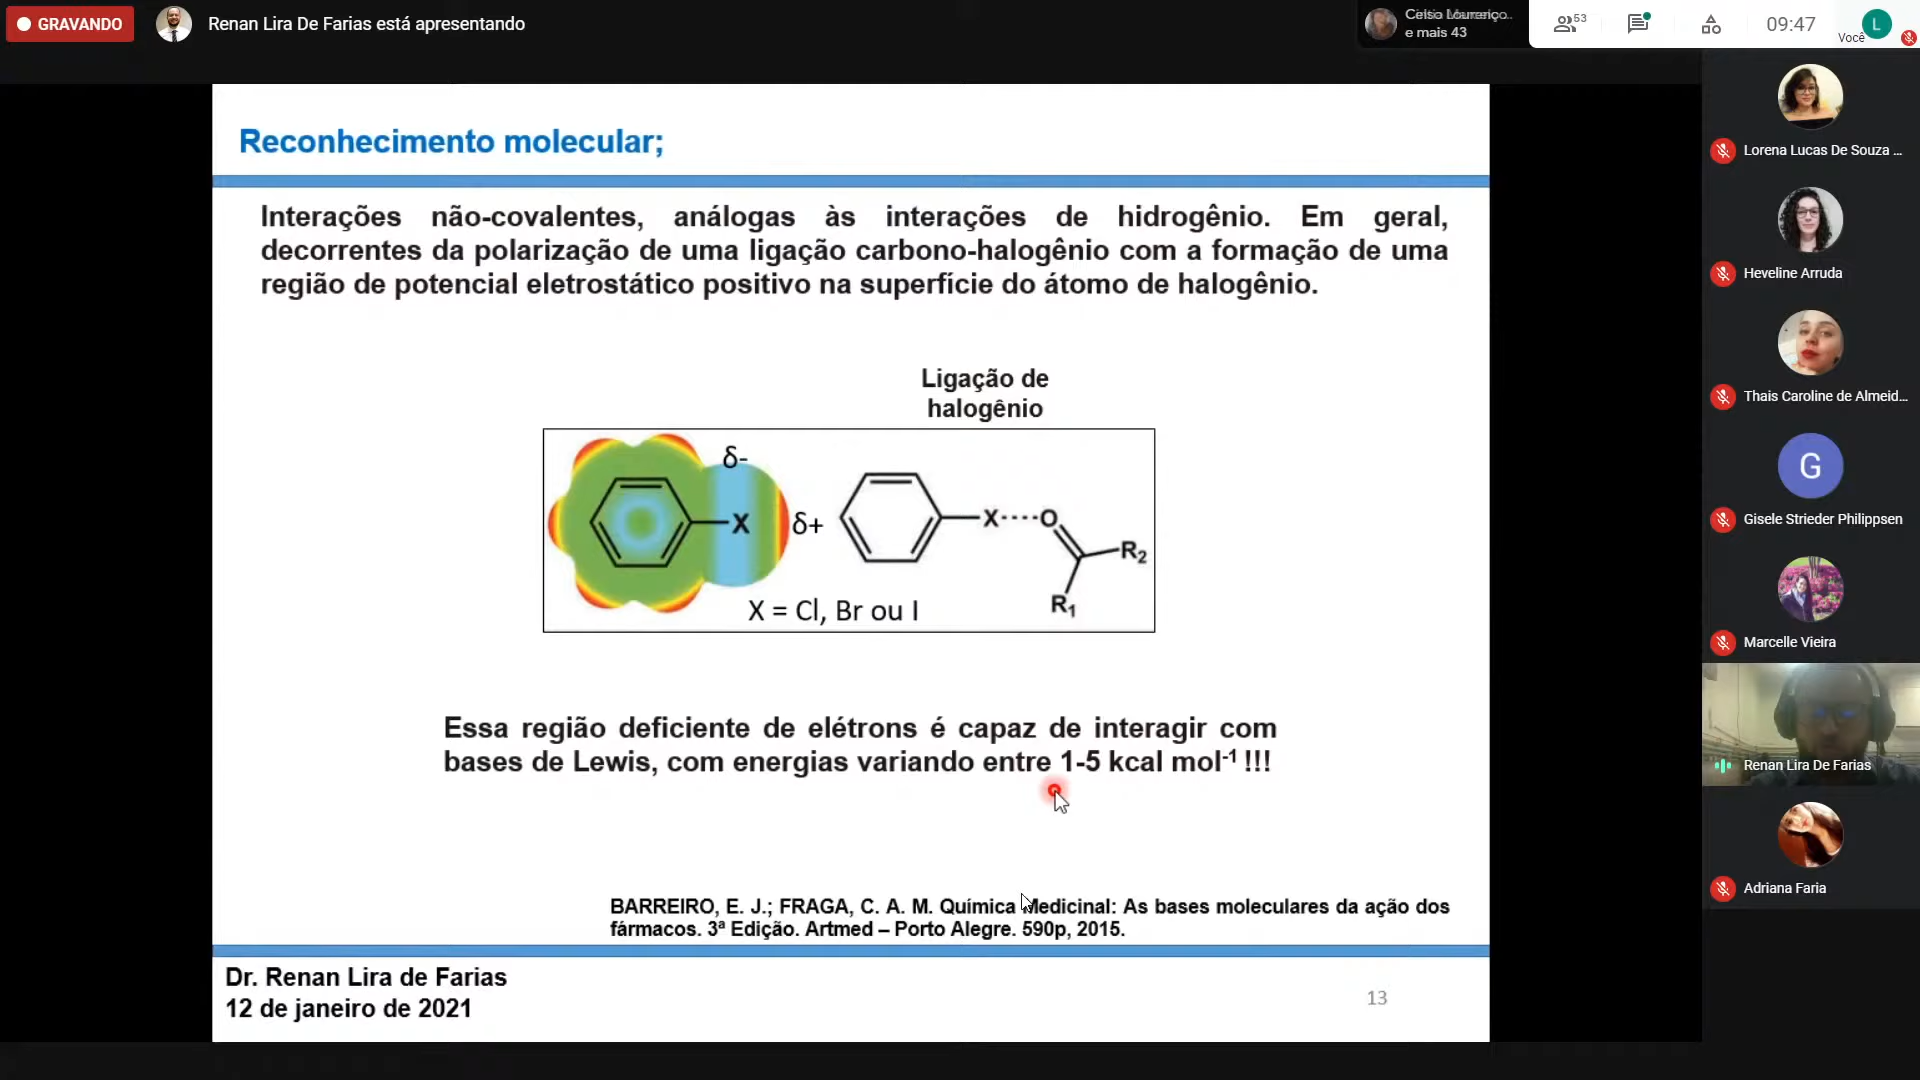 GRAVANDO
Renan Lira De Farias está apresentando
e mais 43
53
09:47
Você
L
Reconhecimento molecular;
Interações não-covalentes, análogas às interações de hidrogênio. Em geral,
decorrentes da polarização de uma ligação carbono-halogênio com a formação de uma
região de potencial eletrostático positivo na superfície do átomo de halogênio.
Ligação de
halogênio
δ-
X
δ+
X
O
R2
R1
X = Cl, Br ou I
Essa região deficiente de elétrons é capaz de interagir com
bases de Lewis, com energias variando entre 1-5 kcal mol-1 !!!
BARREIRO, E. J.; FRAGA, C. A. M. Química Medicinal: As bases moleculares da ação dos
fármacos. 3ª Edição. Artmed – Porto Alegre. 590p, 2015.
Dr. Renan Lira de Farias
12 de janeiro de 2021
13
Lorena Lucas De Souza ...
Heveline Arruda
Thais Caroline de Almeid...
G
Gisele Strieder Philippsen
Marcelle Vieira
Renan Lira De Farias
Adriana Faria